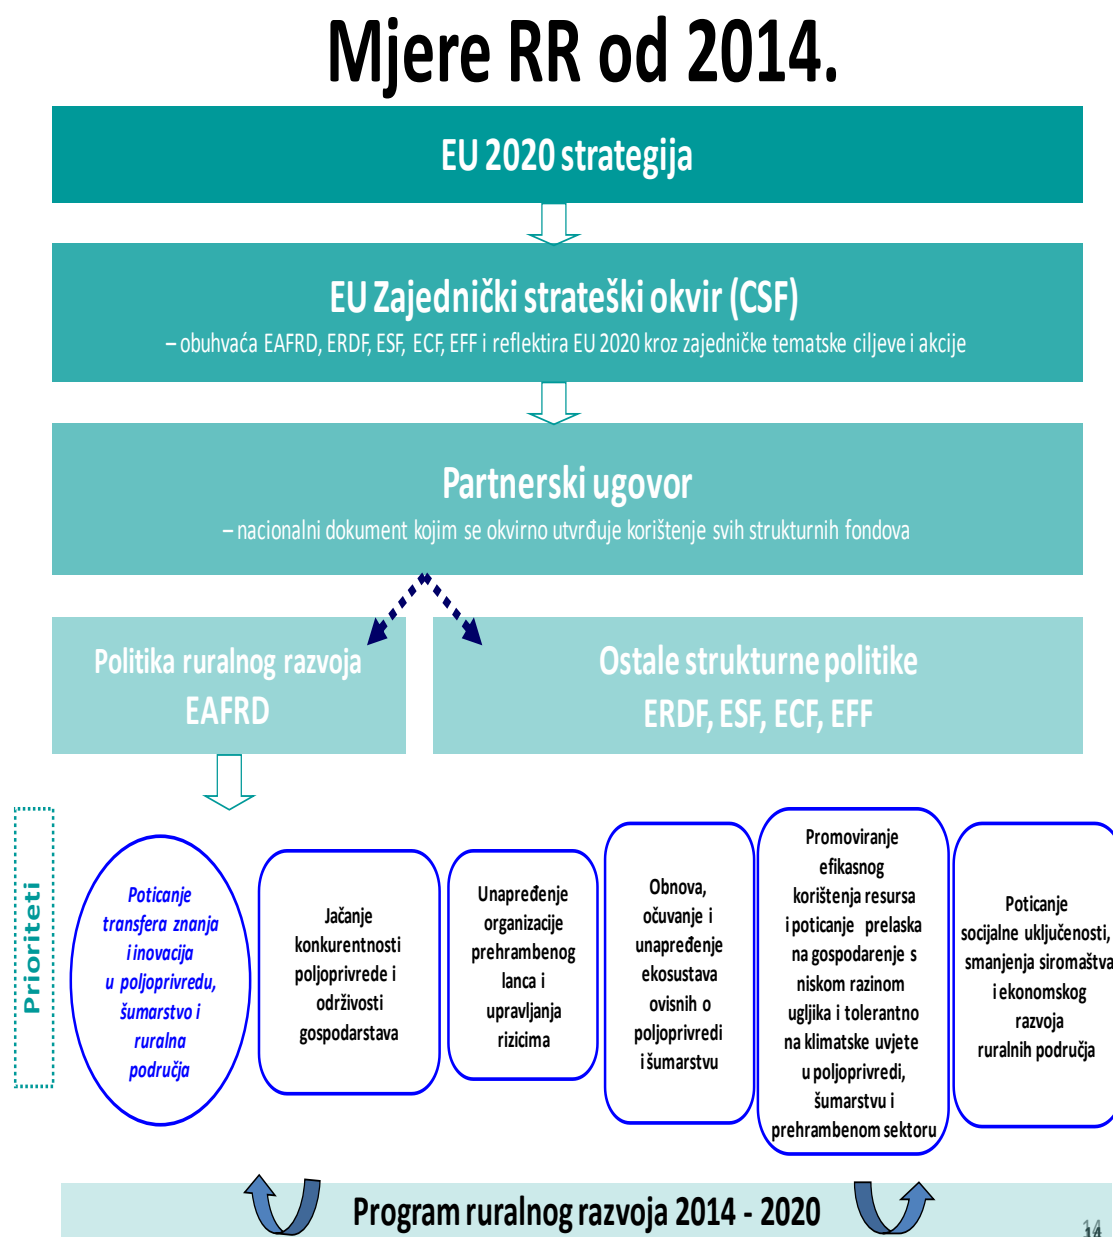 Mjere RR od 2014.
EU 2020 strategija
EU Zajednički strateški okvir (CSF)
– obuhvaća EAFRD, ERDF, ESF, ECF, EFF i reflektira EU 2020 kroz zajedničke tematske ciljeve i akcije
Partnerski ugovor
– nacionalni dokument kojim se okvirno utvrđuje korištenje svih strukturnih fondova
Politika ruralnog razvoja
EAFRD
Ostale strukturne politike
ERDF, ESF, ECF, EFF
Prioriteti
Poticanje
transfera znanja
i inovacija
u poljoprivredu,
šumarstvo i
ruralna
područja
Jačanje
konkurentnosti
poljoprivrede i
održivosti
gospodarstava
Unapređenje
organizacije
prehrambenog
lanca i
upravljanja
rizicima
Obnova,
očuvanje i
unapređenje
ekosustava
ovisnih o
poljoprivredi
i šumarstvu
Promoviranje
efikasnog
korištenja resursa
i poticanje prelaska
na gospodarenje s
niskom razinom
ugljika i tolerantno
na klimatske uvjete
u poljoprivredi,
šumarstvu i
prehrambenom sektoru
Poticanje
socijalne uključenosti,
smanjenja siromaštva
i ekonomskog
razvoja
ruralnih područja
Program ruralnog razvoja 2014 - 2020
14